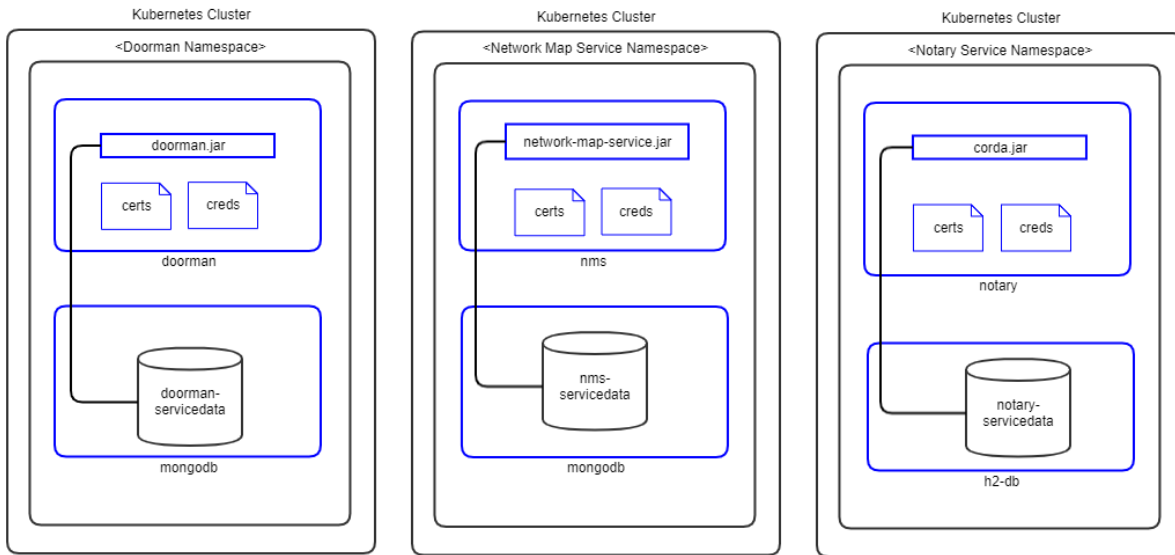 Kubernetes Cluster
<Doorman Namespace>
doorman.jar
certs
creds
doorman
doorman-
servicedata
mongodb
Kubernetes Cluster
<Network Map Service Namespace>
network-map-service.jar
certs
creds
nms
nms-
servicedata
mongodb
Kubernetes Cluster
<Notary Service Namespace>
corda.jar
certs
creds
notary
notary-
servicedata
h2-db